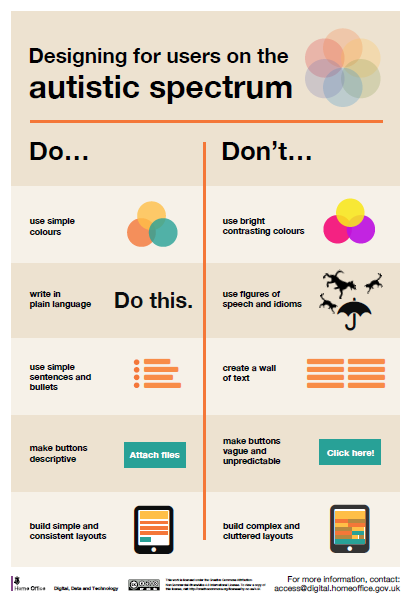 Designing for users on the
autistic spectrum
Do...
Don't...
use simple
colours
use bright
contrasting colours
write in
plain language
Do this.
use figures of
speech and idioms
use simple
sentences and
bullets
create a wall
of text
make buttons
descriptive
Attach files
make buttons
vague and
unpredictable
Click here!
build simple and
consistent layouts
build complex and
cluttered layouts
Home Office
Digital, Data and Technology
For more information, contact:
access@digital.homeoffice.gov.uk